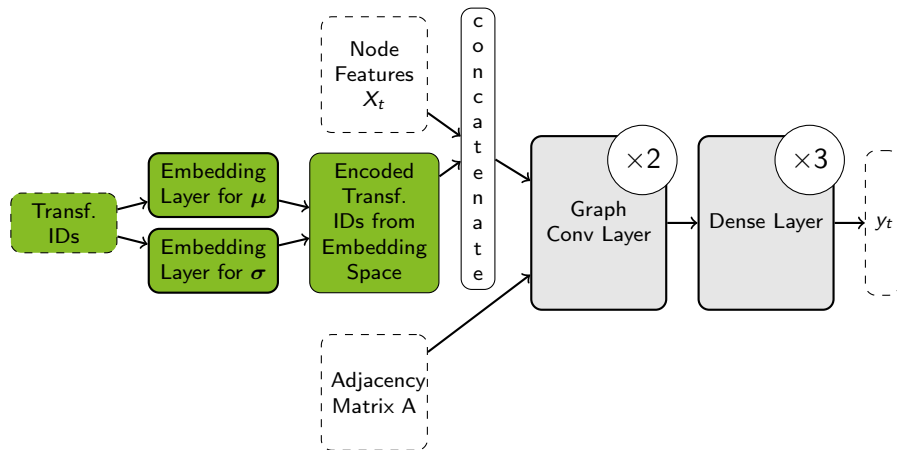 Transf.
IDs
Embedding
Layer for μ
Embedding
Layer for σ
Node
Features
X_t
Encoded
Transf.
IDs from
Embedding
Space
Adjacency
Matrix A
c
o
n
c
a
t
e
n
a
t
e
×2
Graph
Conv Layer
×3
Dense Layer
y_t